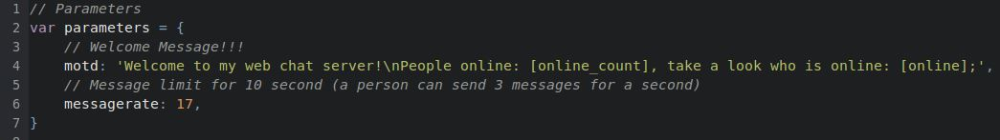 1 // Parameters
2 var parameters = {
3 // Welcome Message!!!
4 motd: 'Welcome to my web chat server!\nPeople online: [online_count], take a look who is online: [online];',
5 // Message limit for 10 second (a person can send 3 messages for a second)
6 messagerate: 17,
7 }